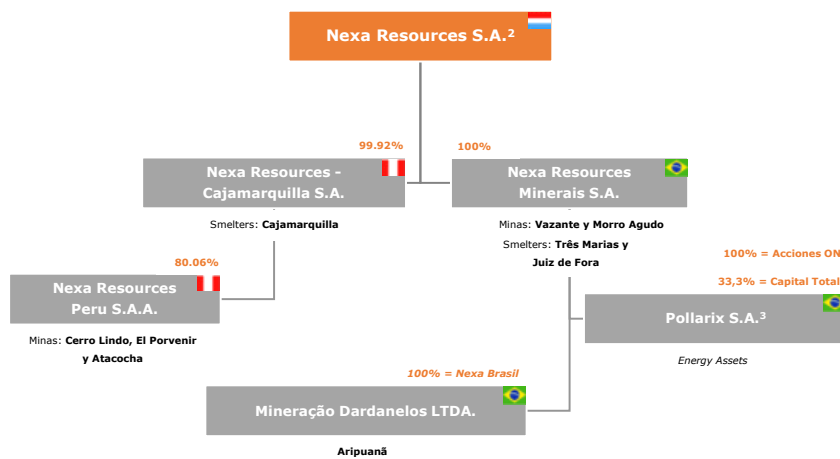 Nexa Resources S.A.²
99.92%
100%
Nexa Resources -
Cajamarquilla S.A.
Nexa Resources
Minerais S.A.
Smelters: Cajamarquilla
Minas: Vazante y Morro Agudo
Smelters: Três Marias y
Juiz de Fora
100% = Acciones ON
33,3% = Capital Total
80.06%
Nexa Resources
Peru S.A.A.
Pollarix S.A.³
Minas: Cerro Lindo, El Porvenir
y Atacocha
Energy Assets
100% = Nexa Brasil
Mineração Dardanelos LTDA.
Aripuanã